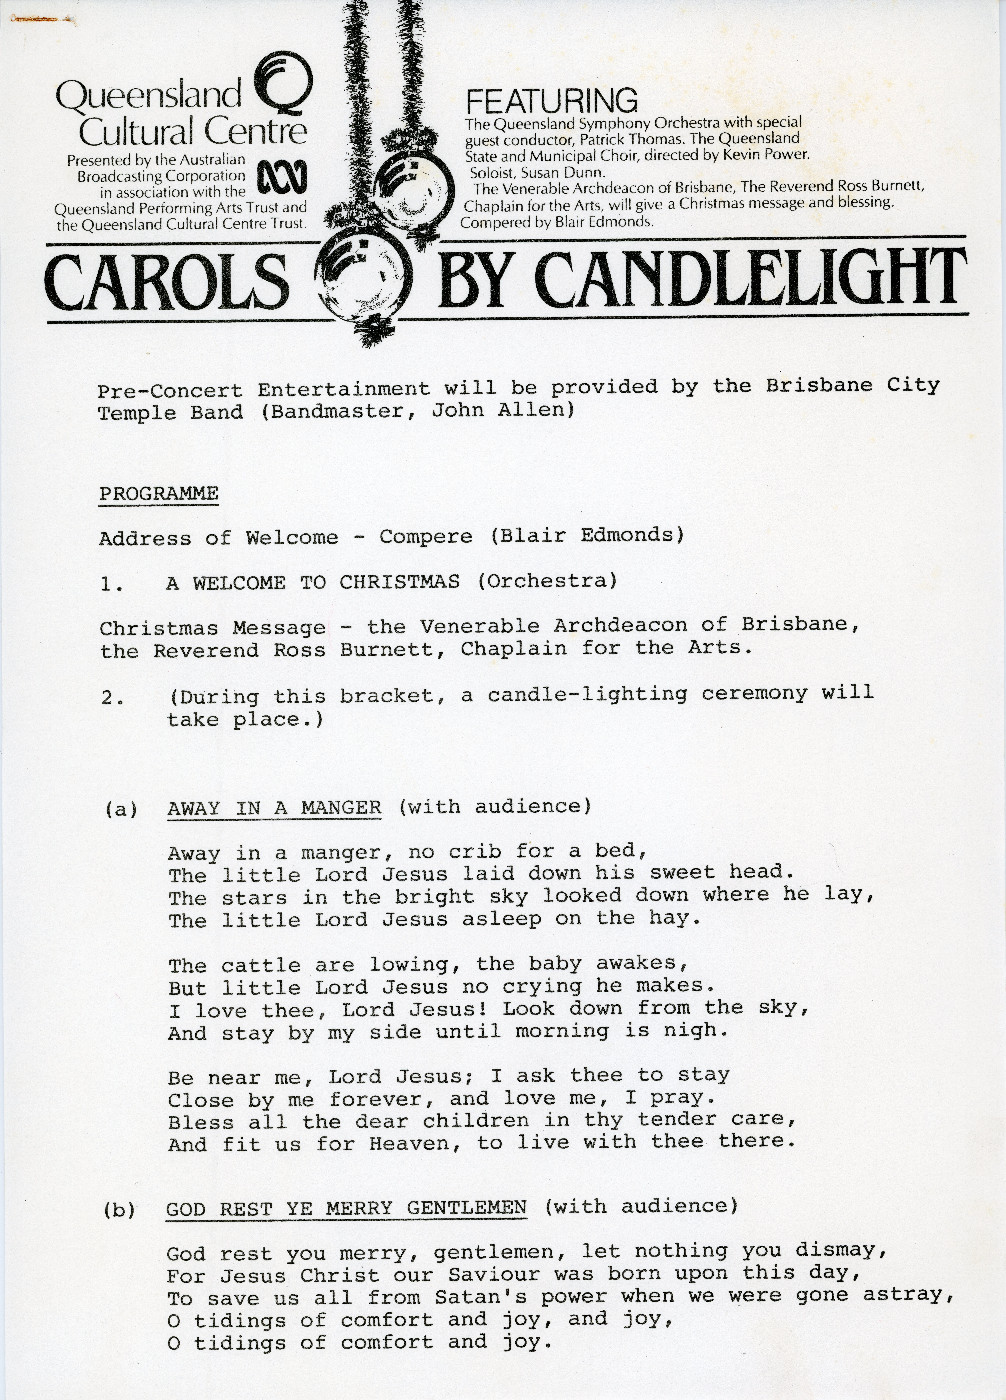 Queensland
Cultural Centre
Presented by the Australian
Broadcasting Corporation
in association with the
Queensland Performing Arts Trust and
the Queensland Cultural Centre Trust.
FEATURING
The Queensland Symphony Orchestra with special
guest conductor, Patrick Thomas. The Queensland
State and Municipal Choir, directed by Kevin Power.
Soloist, Susan Dunn.
The Venerable Archdeacon of Brisbane, The Reverend Ross Burnett,
Chaplain for the Arts, will give a Christmas message and blessing.
Compered by Blair Edmonds.
CAROLS BY CANDLELIGHT
Pre-Concert Entertainment will be provided by the Brisbane City
Temple Band (Bandmaster, John Allen)
PROGRAMME
Address of Welcome - Compere (Blair Edmonds)
1. A WELCOME TO CHRISTMAS (Orchestra)
Christmas Message - the Venerable Archdeacon of Brisbane,
the Reverend Ross Burnett, Chaplain for the Arts.
2. (During this bracket, a candle-lighting ceremony will
take place.)
(a) AWAY IN A MANGER (with audience)
Away in a manger, no crib for a bed,
The little Lord Jesus laid down his sweet head.
The stars in the bright sky looked down where he lay,
The little Lord Jesus asleep on the hay.
The cattle are lowing, the baby awakes,
But little Lord Jesus no crying he makes.
I love thee, Lord Jesus! Look down from the sky,
And stay by my side until morning is nigh.
Be near me, Lord Jesus; I ask thee to stay
Close by me forever, and love me, I pray.
Bless all the dear children in thy tender care,
And fit us for Heaven, to live with thee there.
(b) GOD REST YE MERRY GENTLEMEN (with audience)
God rest you merry, gentlemen, let nothing you dismay,
For Jesus Christ our Saviour was born upon this day,
To save us all from Satan's power when we were gone astray,
O tidings of comfort and joy, and joy,
O tidings of comfort and joy.